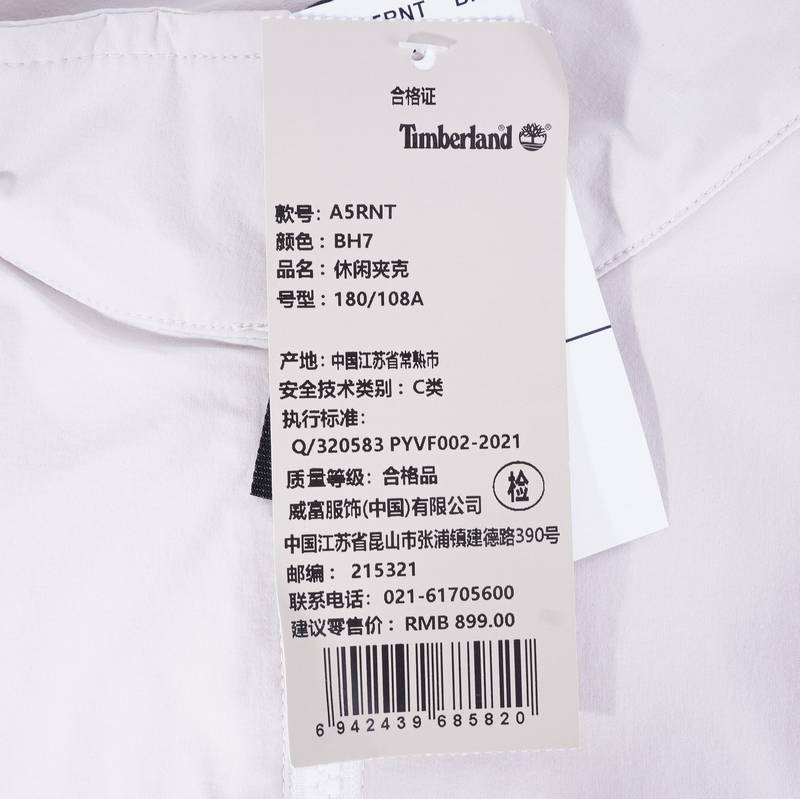 5RNT
合格证
Timberland®
款号: A5RNT
颜色: BH7
品名: 休闲夹克
号型: 180/108A
产地: 中国江苏省常熟市
安全技术类别: C类
执行标准:
Q/320583 PYVF002-2021
质量等级: 合格品
检
威富服饰(中国)有限公司
中国江苏省昆山市张浦镇建德路390号
邮编: 215321
联系电话: 021-61705600
建议零售价: RMB 899.00
6 942439 685820